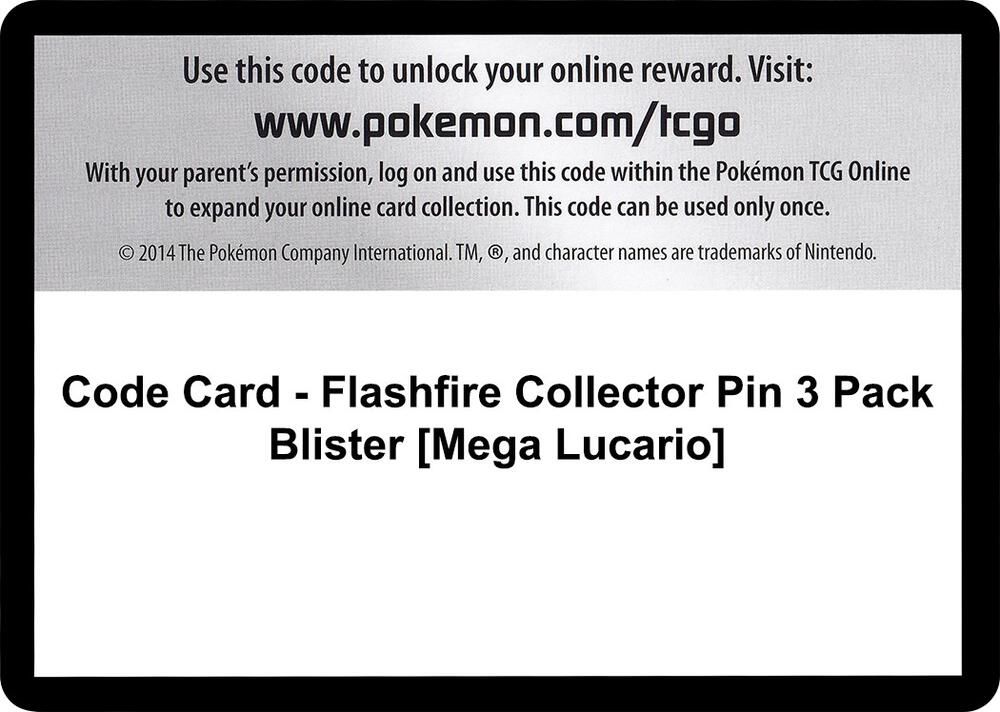 Use this code to unlock your online reward. Visit:
www.pokemon.com/tcgo
With your parent's permission, log on and use this code within the Pokémon TCG Online
to expand your online card collection. This code can be used only once.
© 2014 The Pokémon Company International. TM, ®, and character names are trademarks of Nintendo.
Code Card - Flashfire Collector Pin 3 Pack
Blister [Mega Lucario]